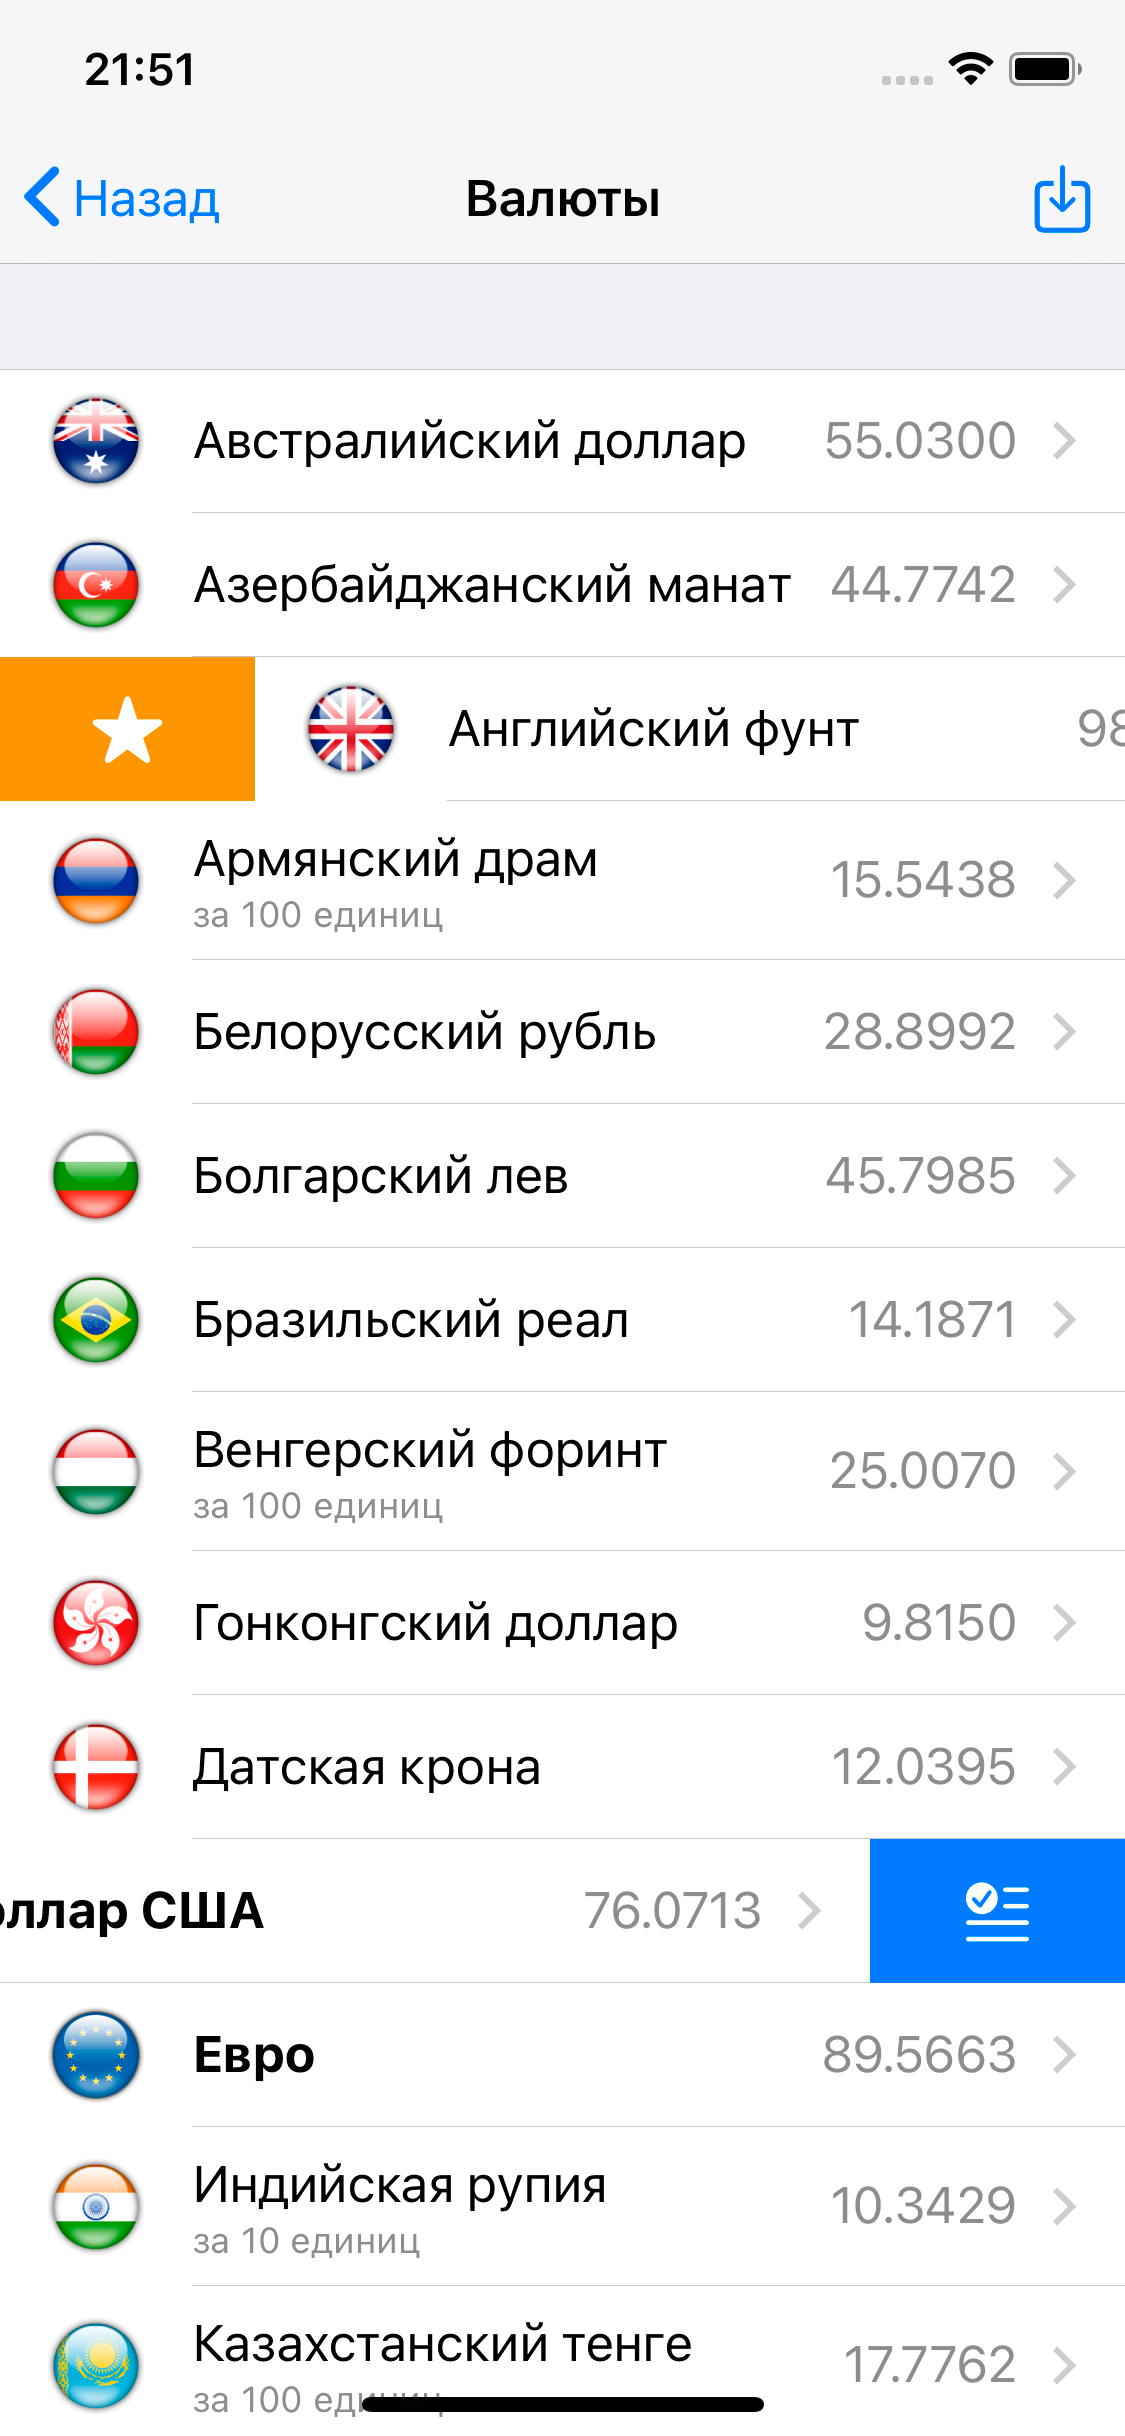 21:51
Назад
Валюты
Австралийский доллар 55.0300
Азербайджанский манат 44.7742
Английский фунт 98
Армянский драм 15.5438
за 100 единиц
Белорусский рубль 28.8992
Болгарский лев 45.7985
Бразильский реал 14.1871
Венгерский форинт 25.0070
за 100 единиц
Гонконгский доллар 9.8150
Датская крона 12.0395
оллар США 76.0713
Евро 89.5663
Индийская рупия 10.3429
за 10 единиц
Казахстанский тенге 17.7762
за 100 единиц